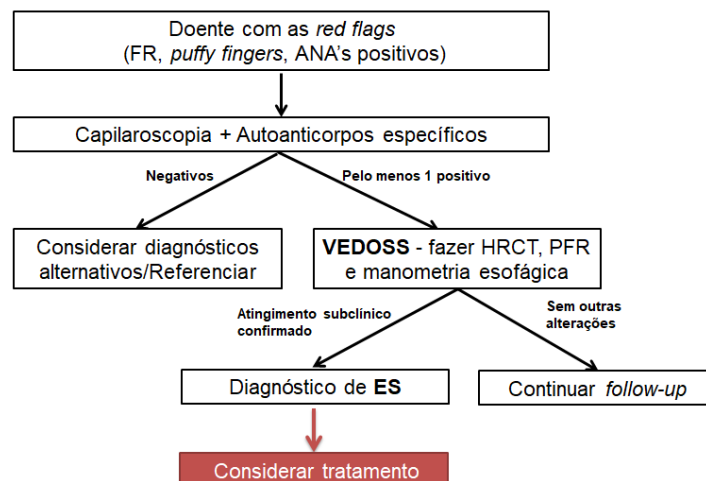 Doente com as red flags
(FR, puffy fingers, ANA's positivos)
Capilaroscopia + Autoanticorpos específicos
Negativos
Pelo menos 1 positivo
Considerar diagnósticos
alternativos/Referenciar
VEDOSS - fazer HRCT, PFR
e manometria esofágica
Atingimento subclínico
confirmado
Sem outras
alterações
Diagnóstico de ES
Continuar follow-up
Considerar tratamento